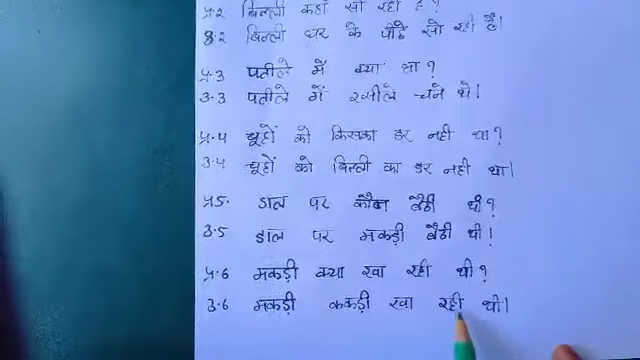 प्र.2 बिल्ली कहाँ सो रही है?
उ.2 बिल्ली घर के पीछे सो रही है।
प्र.3 पतीले में क्या था?
उ.3 पतीले में रसीले चने थे।
प्र.4 चूहों को किसका डर नही था?
उ.4 चूहों को बिल्ली का डर नही था।
प्र5. डाल पर कौन बैठी थी?
उ.5 डाल पर मकड़ी बैठी थी।
प्र.6 मकड़ी क्या खा रही थी?
उ.6 मकड़ी ककड़ी खा रही थी।